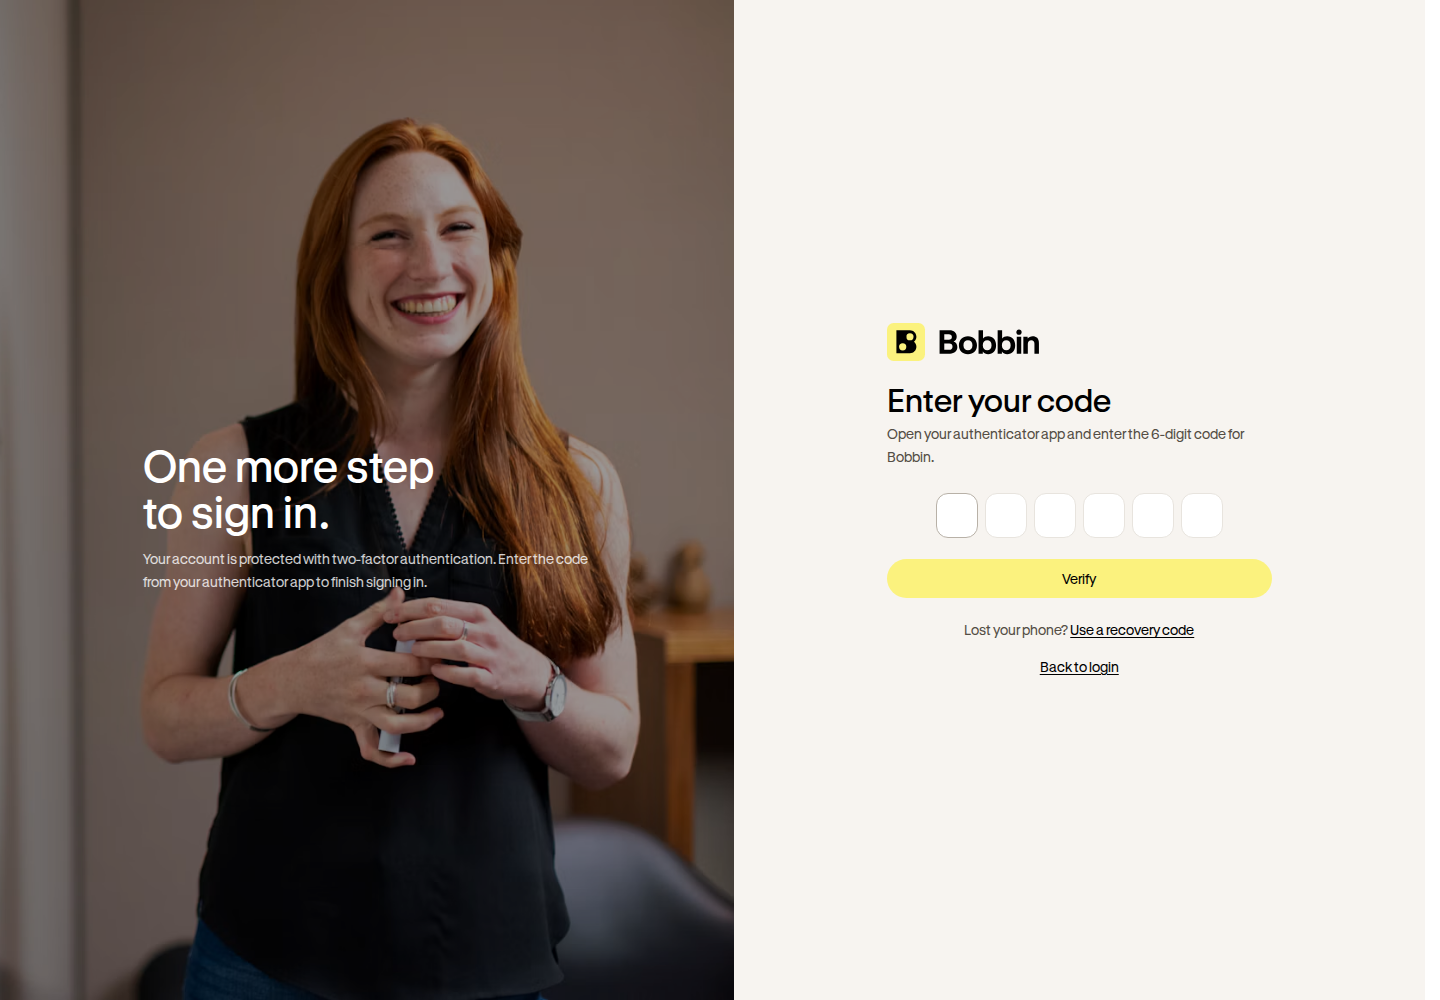 One more step
to sign in.
Your account is protected with two-factor authentication. Enter the code
from your authenticator app to finish signing in.
Bobbin
Enter your code
Open your authenticator app and enter the 6-digit code for
Bobbin.
Verify
Lost your phone? Use a recovery code
Back to login